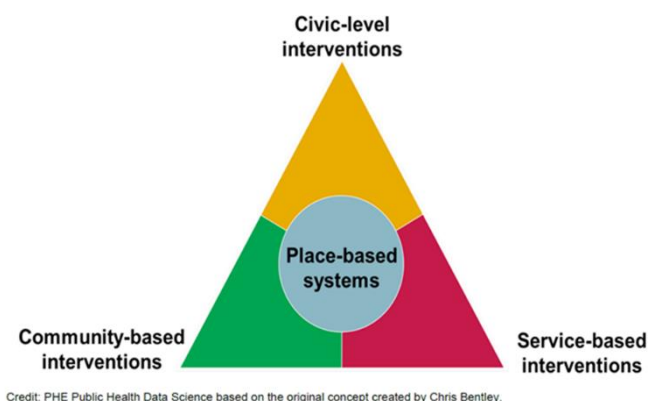 Civic-level
interventions
Place-based
systems
Community-based
interventions
Service-based
interventions
Credit: PHE Public Health Data Science based on the original concept created by Chris Bentley.